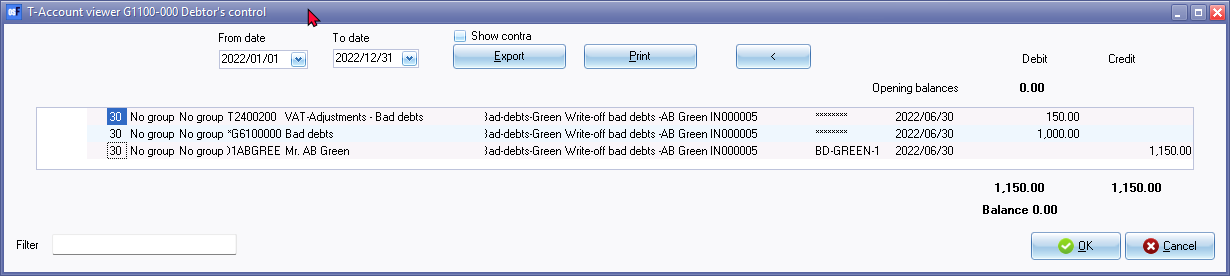 T-Account viewer G1100-000 Debtor's control
From date To date Show contra
2022/01/01 2022/12/31 Export Print < Debit Credit
Opening balances 0.00
30 No group No group T2400200 VAT-Adjustments - Bad debts 3ad-debts-Green Write-off bad debts -AB Green IN000005 ******** 2022/06/30 150.00
30 No group No group *G6100000 Bad debts 3ad-debts-Green Write-off bad debts -AB Green IN000005 ******** 2022/06/30 1,000.00
30 No group No group )1ABGREE Mr. AB Green 3ad-debts-Green Write-off bad debts -AB Green IN000005 BD-GREEN-1 2022/06/30 1,150.00
1,150.00 1,150.00
Balance 0.00
Filter OK Cancel